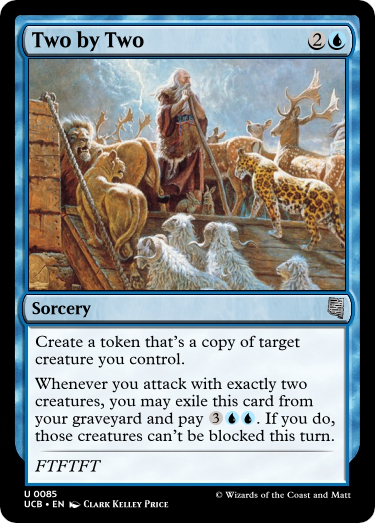 Two by Two 2
Sorcery
Create a token that's a copy of target
creature you control.
Whenever you attack with exactly two
creatures, you may exile this card from
your graveyard and pay 3. If you do,
those creatures can't be blocked this turn.
FTFTFT
U 0085
UCB • EN Clark Kelley Price
© Wizards of the Coast and Matt